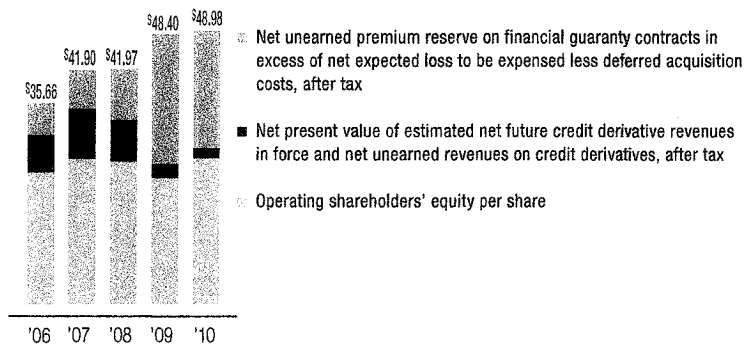 $35.66
$41.90
$41.97
$48.40
$48.98
Net unearned premium reserve on financial guaranty contracts in
excess of net expected loss to be expensed less deferred acquisition
costs, after tax
Net present value of estimated net future credit derivative revenues
in force and net unearned revenues on credit derivatives, after tax
Operating shareholders' equity per share
'06 '07 '08 '09 '10